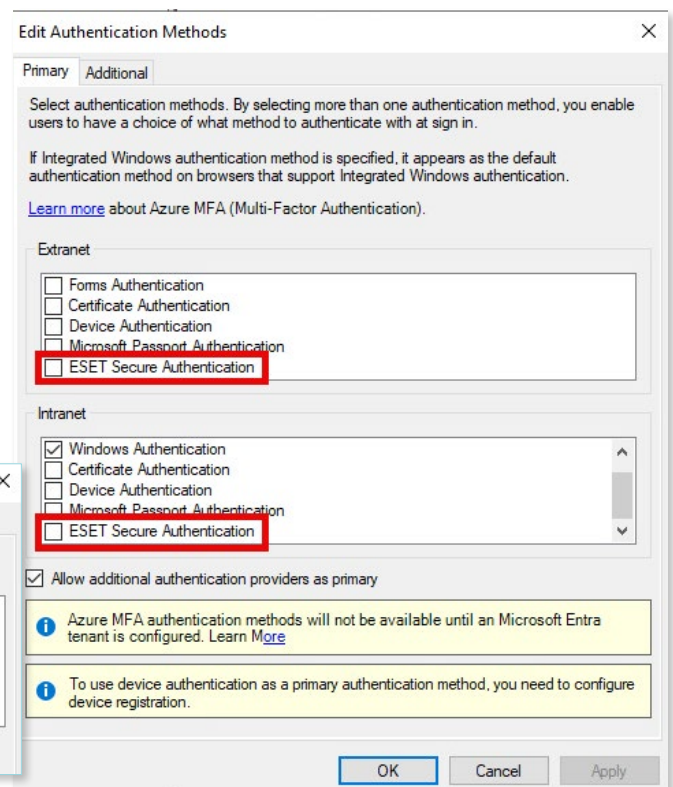 Edit Authentication Methods
Primary Additional
Select authentication methods. By selecting more than one authentication method, you enable
users to have a choice of what method to authenticate with at sign in.
If Integrated Windows authentication method is specified, it appears as the default
authentication method on browsers that support Integrated Windows authentication.
Learn more about Azure MFA (Multi-Factor Authentication).
Extranet
Forms Authentication
Certificate Authentication
Device Authentication
Microsoft Passport Authentication
ESET Secure Authentication
Intranet
Windows Authentication
Certificate Authentication
Device Authentication
Microsoft Passport Authentication
ESET Secure Authentication
Allow additional authentication providers as primary
Azure MFA authentication methods will not be available until an Microsoft Entra
tenant is configured. Learn More
To use device authentication as a primary authentication method, you need to configure
device registration.
OK Cancel Apply